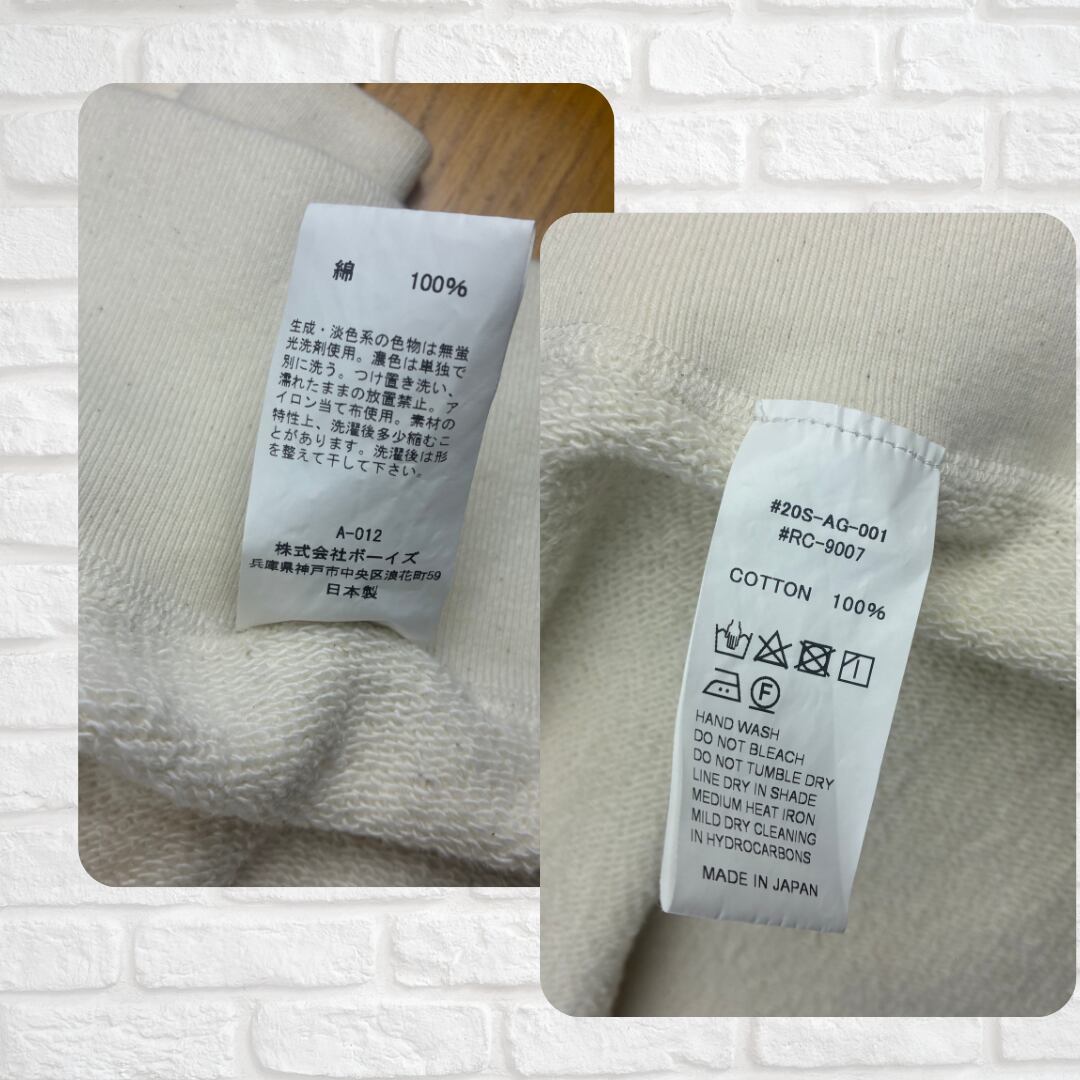 綿 100%
生成・淡色系の色物は無蛍
光洗剤使用。濃色は単独で
別に洗う。つけ置き洗い、
濡れたままの放置禁止。ア
イロン当て布使用。素材の
特性上、洗濯後多少縮むこ
とがあります。洗濯後は形
を整えて干して下さい。
A-012
株式会社ボーイズ
兵庫県神戸市中央区浪花町59
日本製
#20S-AG-001
#RC-9007
COTTON 100%
F
HAND WASH
DO NOT BLEACH
DO NOT TUMBLE DRY
LINE DRY IN SHADE
MEDIUM HEAT IRON
MILD DRY CLEANING
IN HYDROCARBONS
MADE IN JAPAN